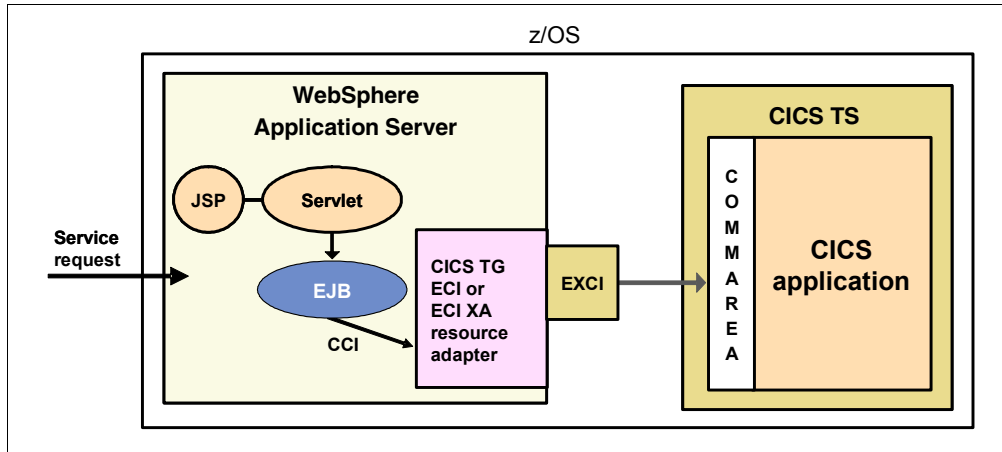 z/OS
WebSphere
Application Server
JSP
Servlet
Service
request
EJB
CCI
CICS TG
ECI or
ECI XA
resource
adapter
EXCI
CICS TS
C
O
M
M
A
R
E
A
CICS
application